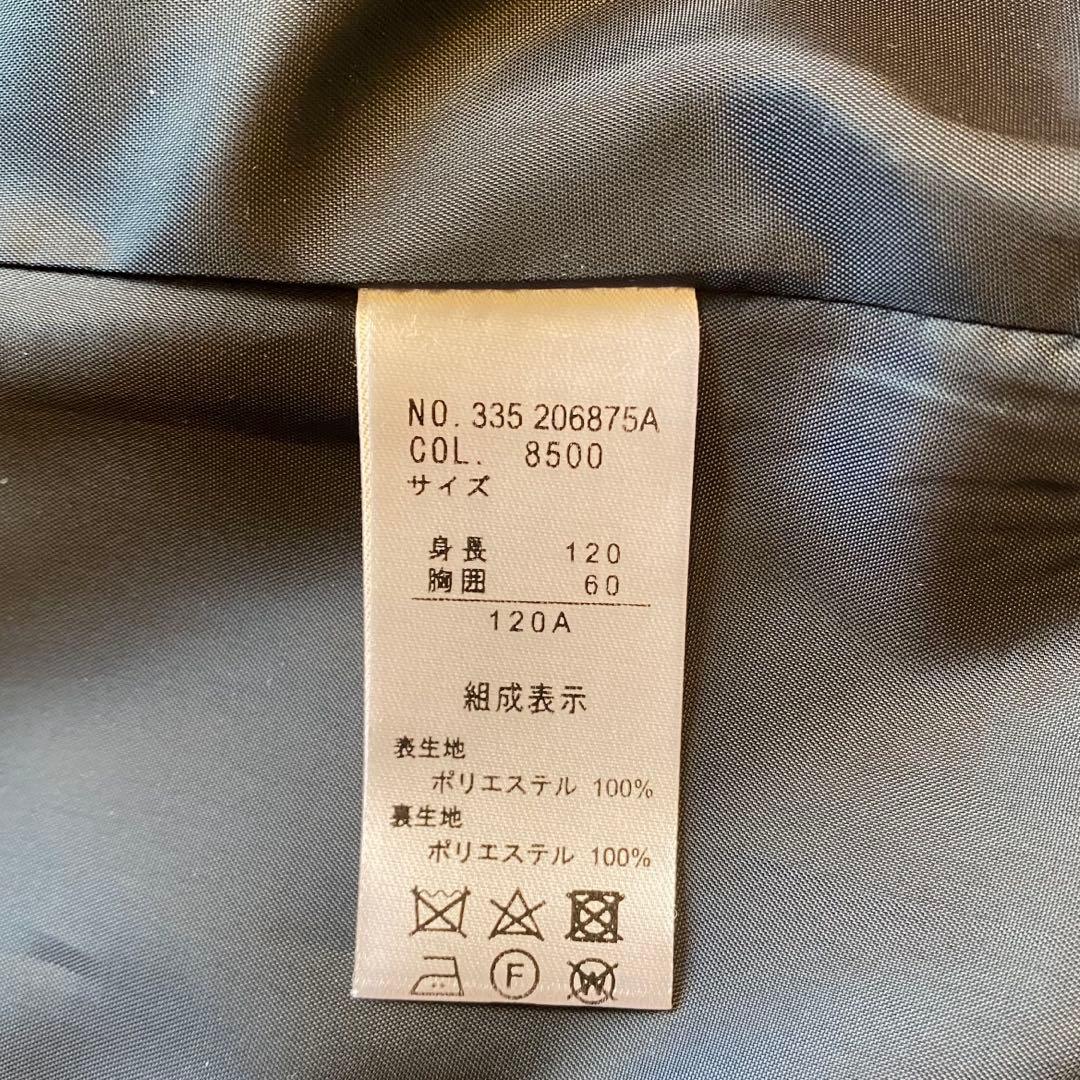 NO. 335 206875A
COL. 8500
サイズ
身長 120
胸囲 60
120A
組成表示
表生地
ポリエステル 100%
裏生地
ポリエステル 100%
F
W